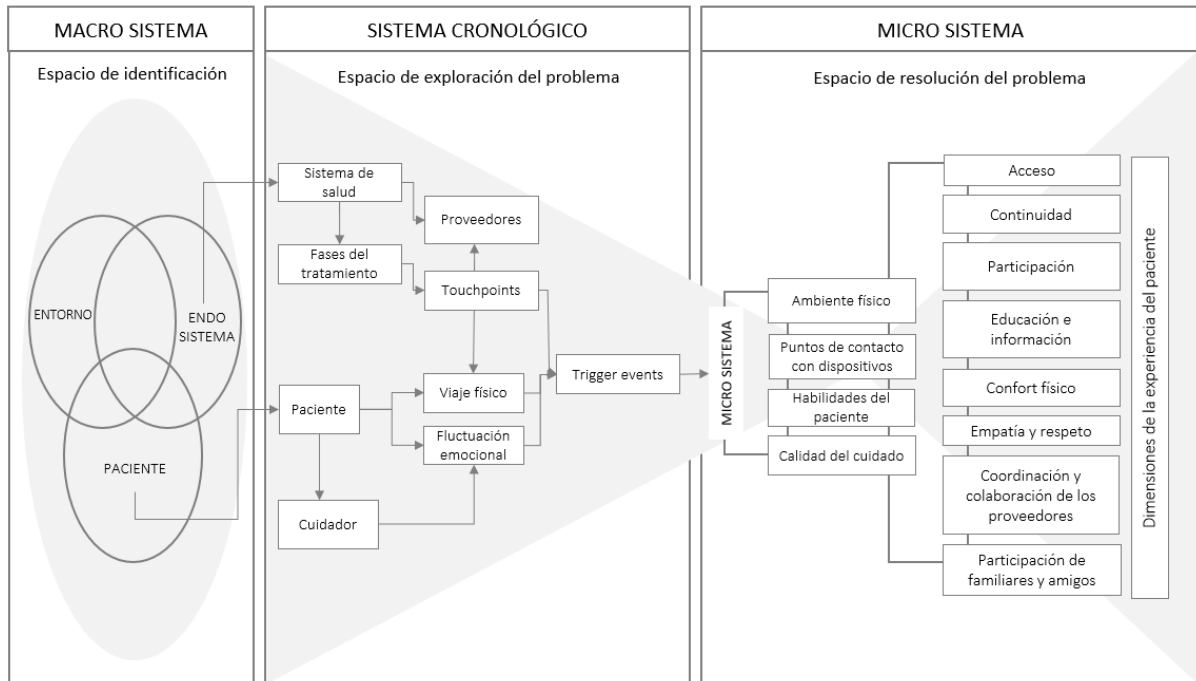 MACRO SISTEMA
Espacio de identificación
ENTORNO
ENDO
SISTEMA
PACIENTE
SISTEMA CRONOLÓGICO
Espacio de exploración del problema
Sistema de
salud
Proveedores
Fases del
tratamiento
Touchpoints
Paciente
Viaje físico
Fluctuación
emocional
Cuidador
Trigger events
MICRO SISTEMA
Espacio de resolución del problema
MICRO SISTEMA
Ambiente físico
Puntos de contacto
con dispositivos
Habilidades del
paciente
Calidad del cuidado
Acceso
Continuidad
Participación
Educación e
información
Confort físico
Empatía y respeto
Coordinación y
colaboración de los
proveedores
Participación de
familiares y amigos
Dimensiones de la experiencia del paciente